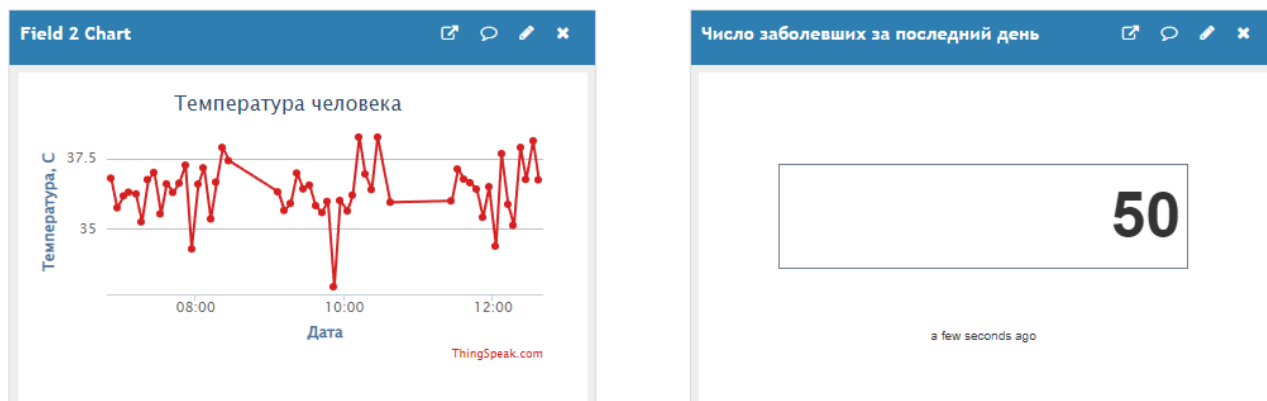 Field 2 Chart
Температура человека
Температура, С
37.5
35
08:00 10:00 12:00
Дата
ThingSpeak.com
Число заболевших за последний день
50
a few seconds ago